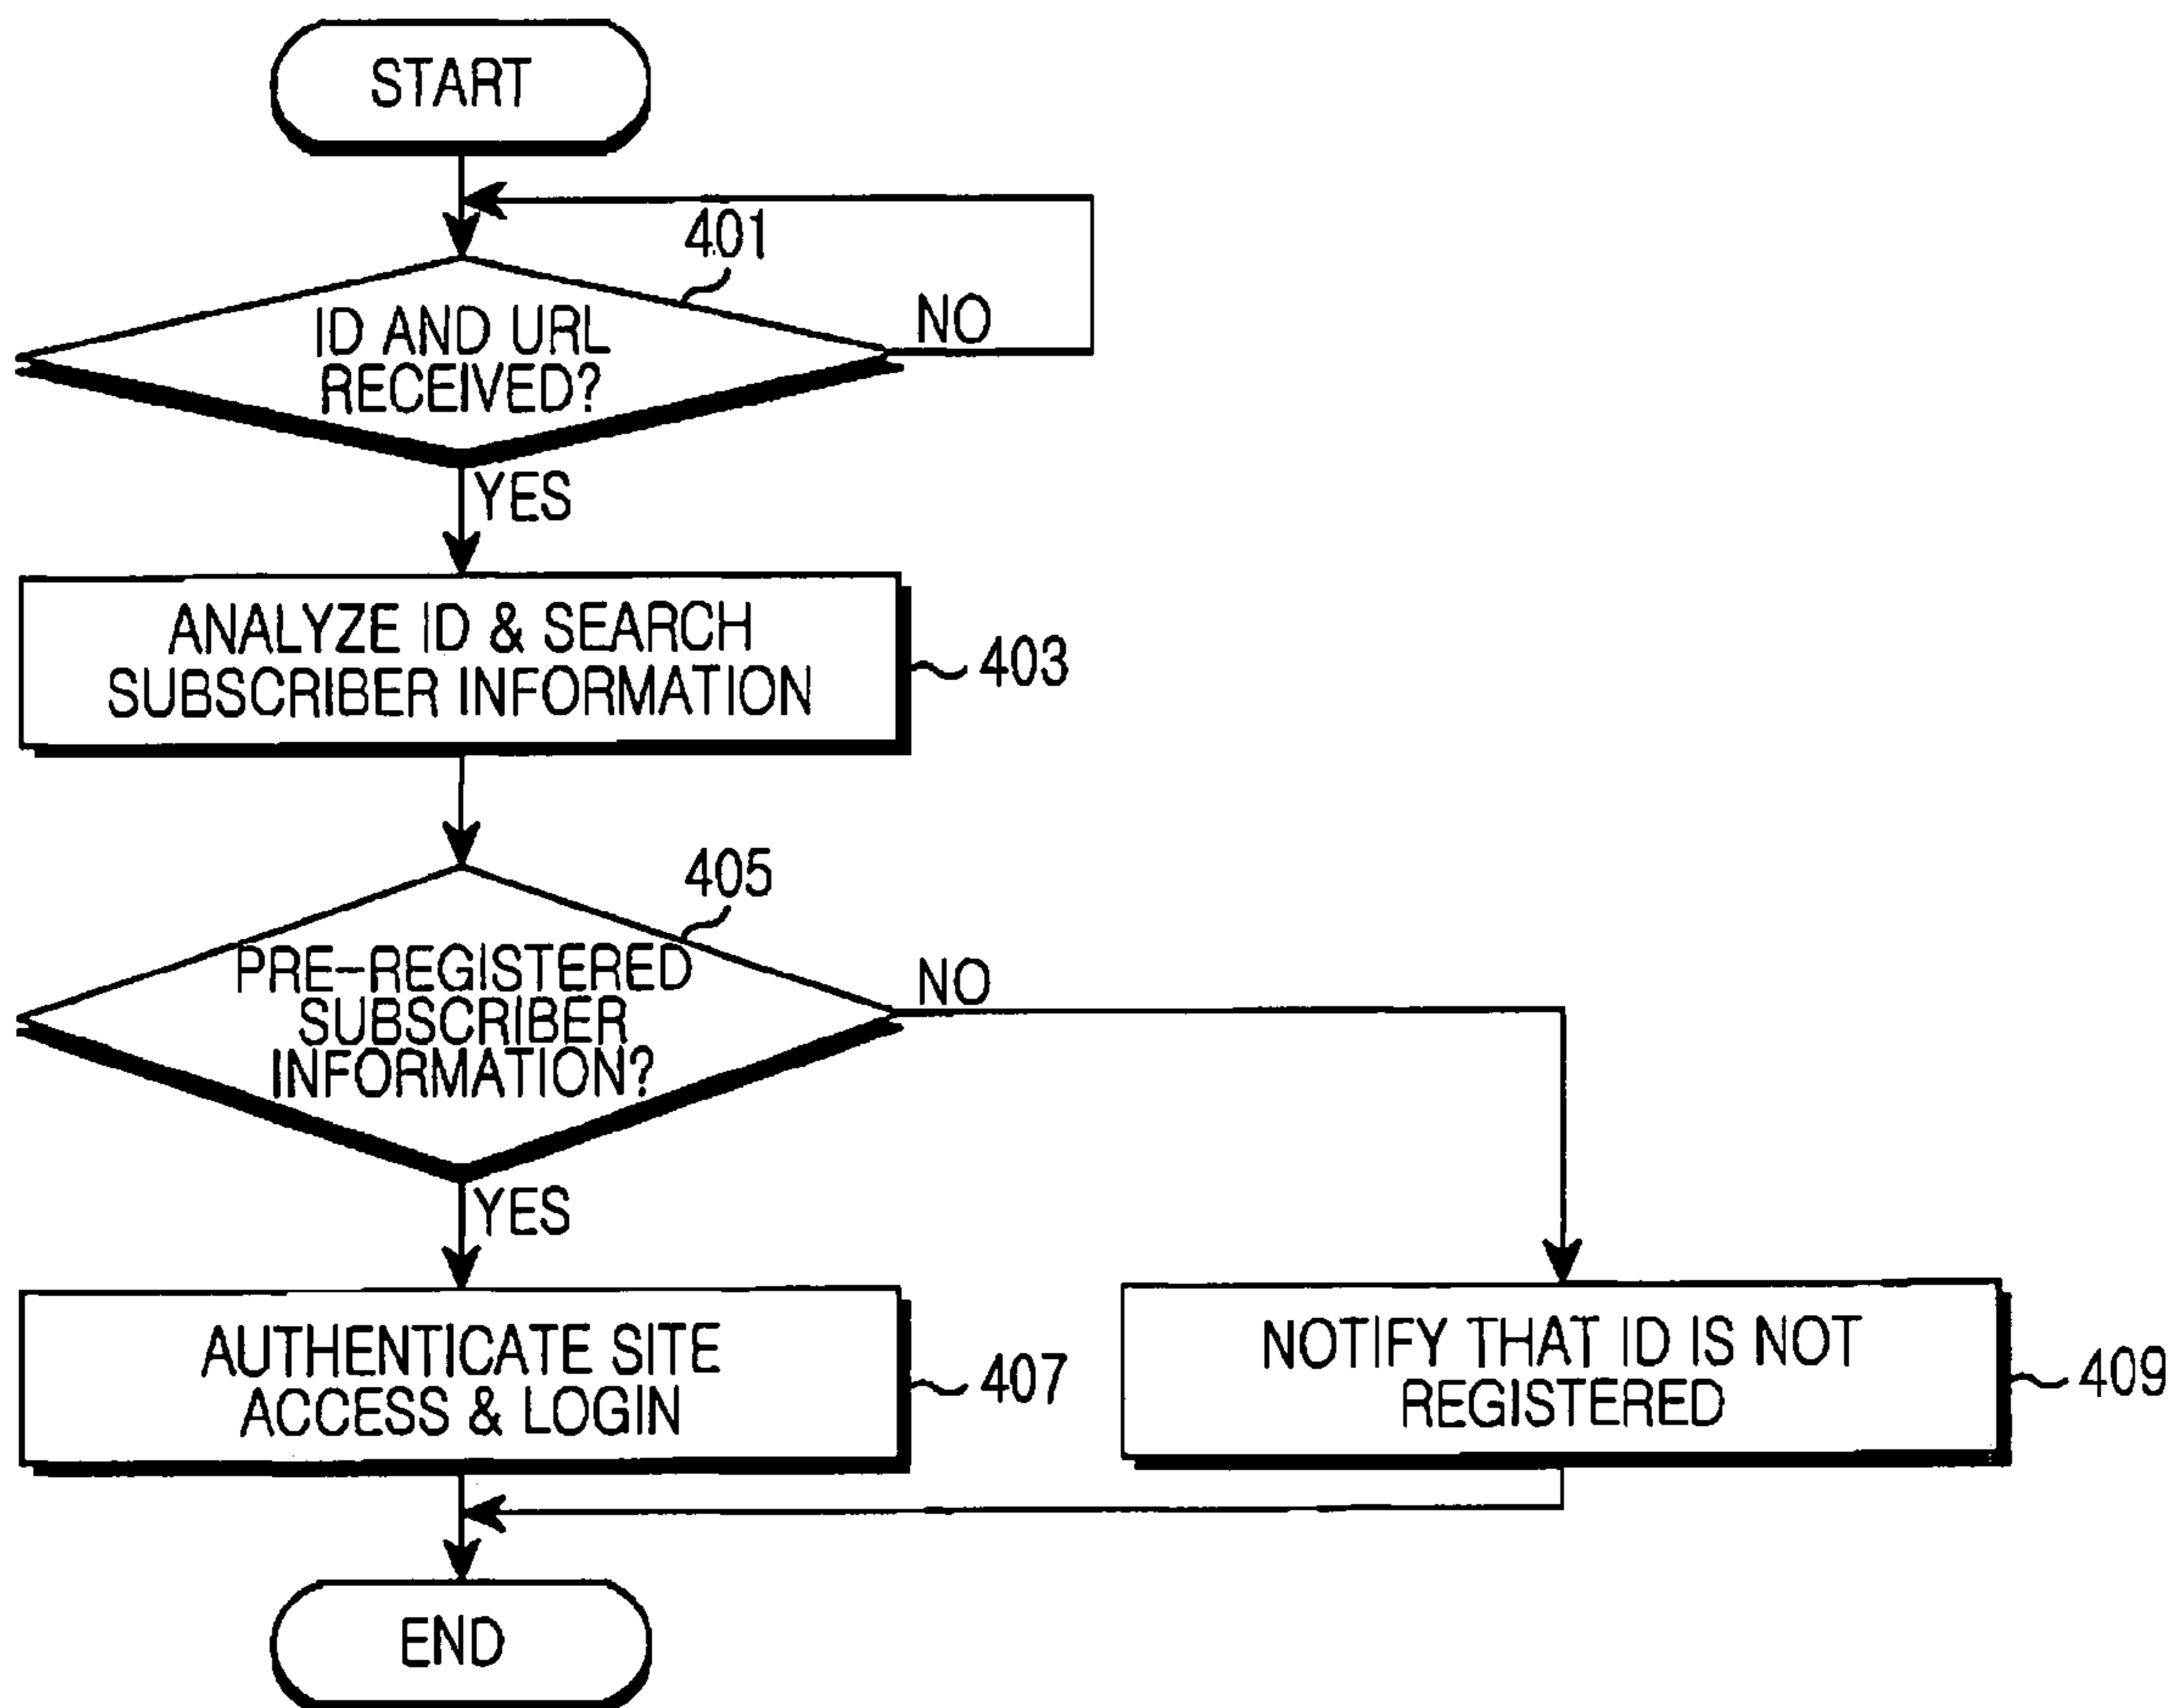 START
401
ID AND URL
RECEIVED?
NO
YES
ANALYZE ID & SEARCH
SUBSCRIBER INFORMATION
403
405
PRE-REGISTERED
SUBSCRIBER
INFORMATION?
NO
YES
AUTHENTICATE SITE
ACCESS & LOGIN
407
NOTIFY THAT ID IS NOT
REGISTERED
409
END